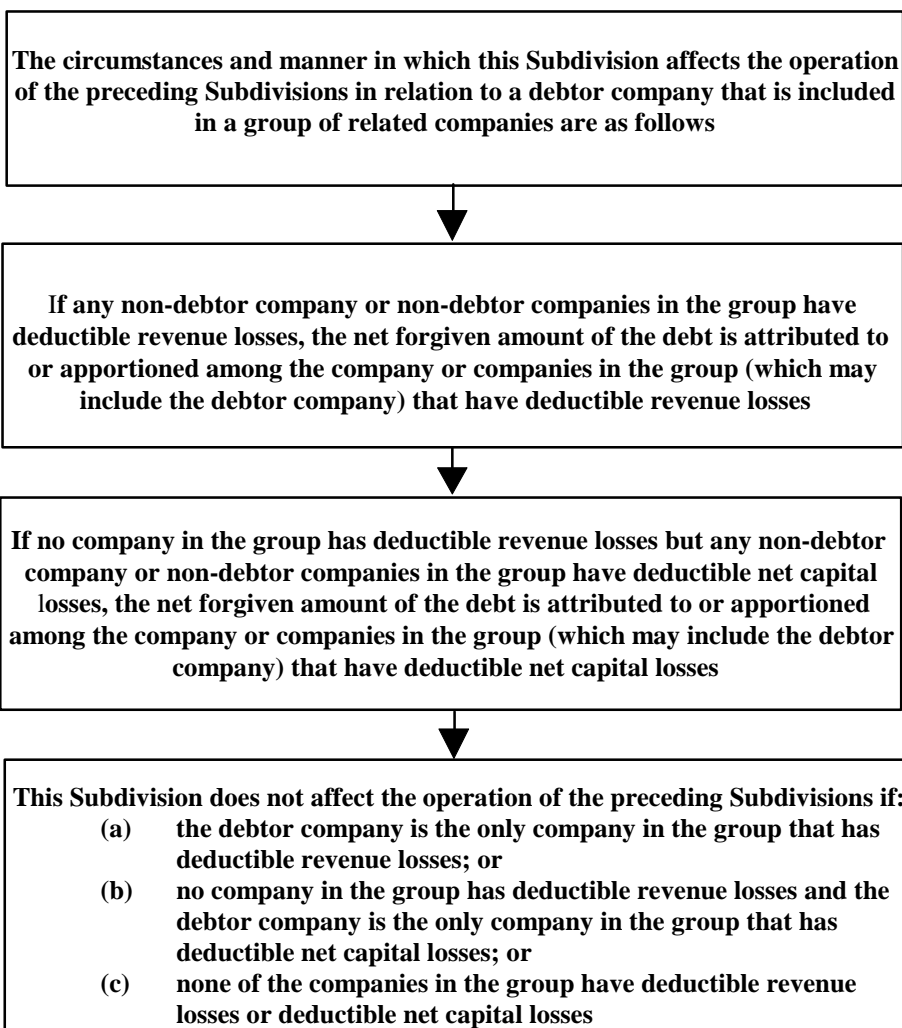 The circumstances and manner in which this Subdivision affects the operation
of the preceding Subdivisions in relation to a debtor company that is included
in a group of related companies are as follows
If any non-debtor company or non-debtor companies in the group have
deductible revenue losses, the net forgiven amount of the debt is attributed to
or apportioned among the company or companies in the group (which may
include the debtor company) that have deductible revenue losses
If no company in the group has deductible revenue losses but any non-debtor
company or non-debtor companies in the group have deductible net capital
losses, the net forgiven amount of the debt is attributed to or apportioned
among the company or companies in the group (which may include the debtor
company) that have deductible net capital losses
This Subdivision does not affect the operation of the preceding Subdivisions if:
(a) the debtor company is the only company in the group that has
deductible revenue losses; or
(b) no company in the group has deductible revenue losses and the
debtor company is the only company in the group that has
deductible net capital losses; or
(c) none of the companies in the group have deductible revenue
losses or deductible net capital losses